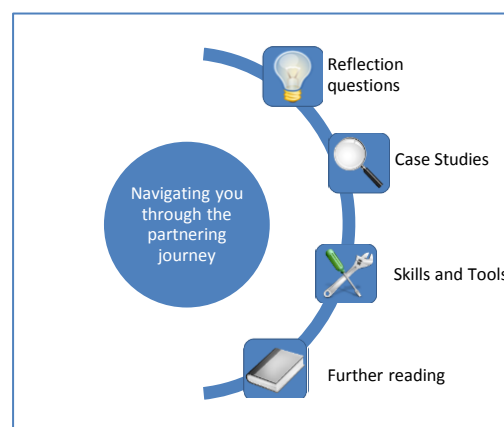 Reflection
questions
Case Studies
Navigating you
through the
partnering
journey
Skills and Tools
Further reading